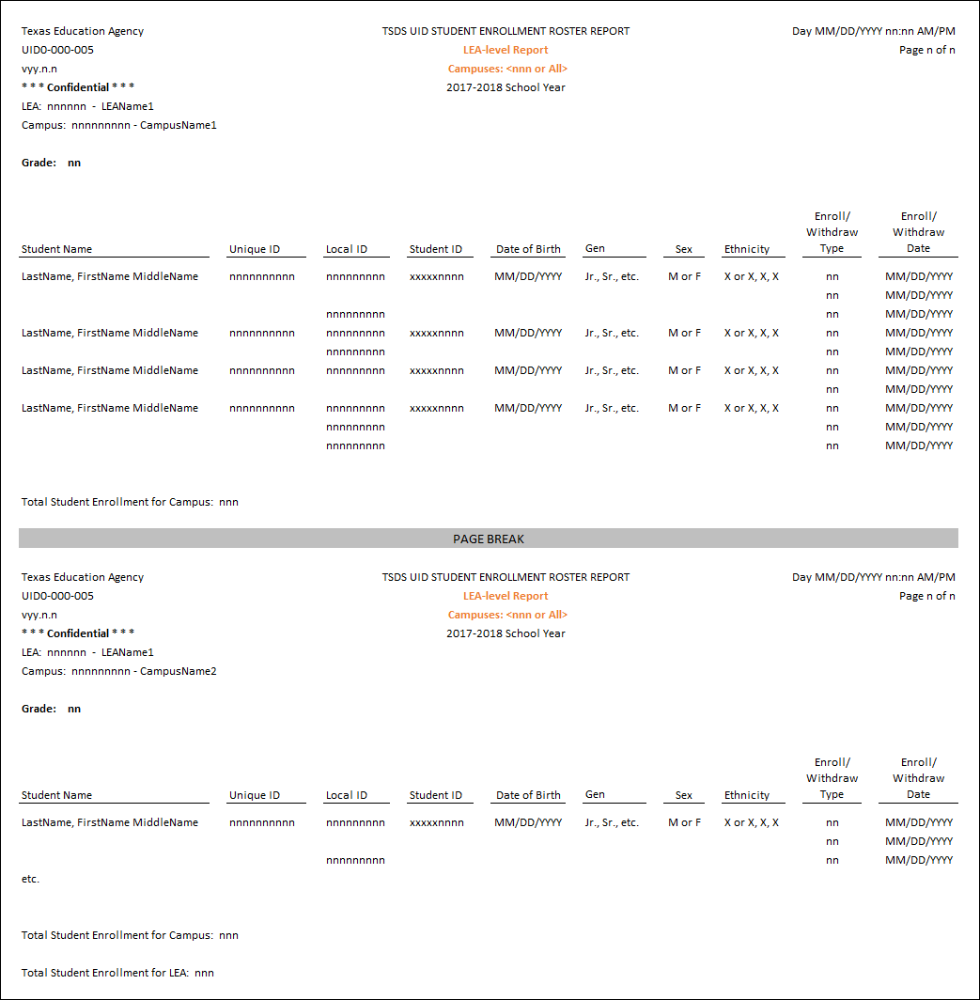 Texas Education Agency TSDS UID STUDENT ENROLLMENT ROSTER REPORT Day MM/DD/YYYY nn:nn AM/PM
UID0-000-005 LEA-level Report Page n of n
vyy.n.n Campuses: <nnn or All>
* * * Confidential * * * 2017-2018 School Year
LEA: nnnnnn - LEAName1
Campus: nnnnnnnnn - CampusName1
Grade: nn
Enroll/ Enroll/
Withdraw Withdraw
Student Name Unique ID Local ID Student ID Date of Birth Gen Sex Ethnicity Type Date
LastName, FirstName MiddleName nnnnnnnnnn nnnnnnnnn xxxxxnnnn MM/DD/YYYY Jr., Sr., etc. M or F X or X, X, X nn MM/DD/YYYY
nn MM/DD/YYYY
nnnnnnnnn nn MM/DD/YYYY
LastName, FirstName MiddleName nnnnnnnnnn nnnnnnnnn xxxxxnnnn MM/DD/YYYY Jr., Sr., etc. M or F X or X, X, X nn MM/DD/YYYY
nnnnnnnnn nn MM/DD/YYYY
LastName, FirstName MiddleName nnnnnnnnnn nnnnnnnnn xxxxxnnnn MM/DD/YYYY Jr., Sr., etc. M or F X or X, X, X nn MM/DD/YYYY
nn MM/DD/YYYY
LastName, FirstName MiddleName nnnnnnnnnn nnnnnnnnn xxxxxnnnn MM/DD/YYYY Jr., Sr., etc. M or F X or X, X, X nn MM/DD/YYYY
nnnnnnnnn nn MM/DD/YYYY
nnnnnnnnn nn MM/DD/YYYY
Total Student Enrollment for Campus: nnn
PAGE BREAK
Texas Education Agency TSDS UID STUDENT ENROLLMENT ROSTER REPORT Day MM/DD/YYYY nn:nn AM/PM
UID0-000-005 LEA-level Report Page n of n
vyy.n.n Campuses: <nnn or All>
* * * Confidential * * * 2017-2018 School Year
LEA: nnnnnn - LEAName1
Campus: nnnnnnnnn - CampusName2
Grade: nn
Enroll/ Enroll/
Withdraw Withdraw
Student Name Unique ID Local ID Student ID Date of Birth Gen Sex Ethnicity Type Date
LastName, FirstName MiddleName nnnnnnnnnn nnnnnnnnn xxxxxnnnn MM/DD/YYYY Jr., Sr., etc. M or F X or X, X, X nn MM/DD/YYYY
nn MM/DD/YYYY
nnnnnnnnn nn MM/DD/YYYY
etc.
Total Student Enrollment for Campus: nnn
Total Student Enrollment for LEA: nnn